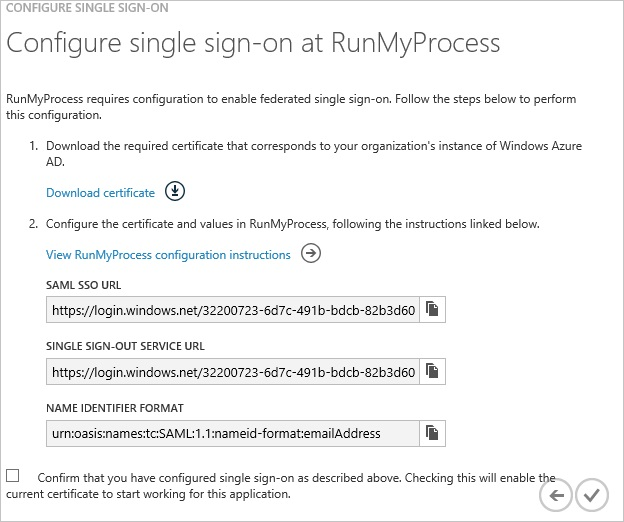 CONFIGURE SINGLE SIGN-ON
Configure single sign-on at RunMyProcess
RunMyProcess requires configuration to enable federated single sign-on. Follow the steps below to perform
this configuration.
1. Download the required certificate that corresponds to your organization's instance of Windows Azure
AD.
Download certificate
2. Configure the certificate and values in RunMyProcess, following the instructions linked below.
View RunMyProcess configuration instructions
SAML SSO URL
https://login.windows.net/32200723-6d7c-491b-bdcb-82b3d60
SINGLE SIGN-OUT SERVICE URL
https://login.windows.net/32200723-6d7c-491b-bdcb-82b3d60
NAME IDENTIFIER FORMAT
urn:oasis:names:tc:SAML:1.1:nameid-format:emailAddress
Confirm that you have configured single sign-on as described above. Checking this will enable the
current certificate to start working for this application.